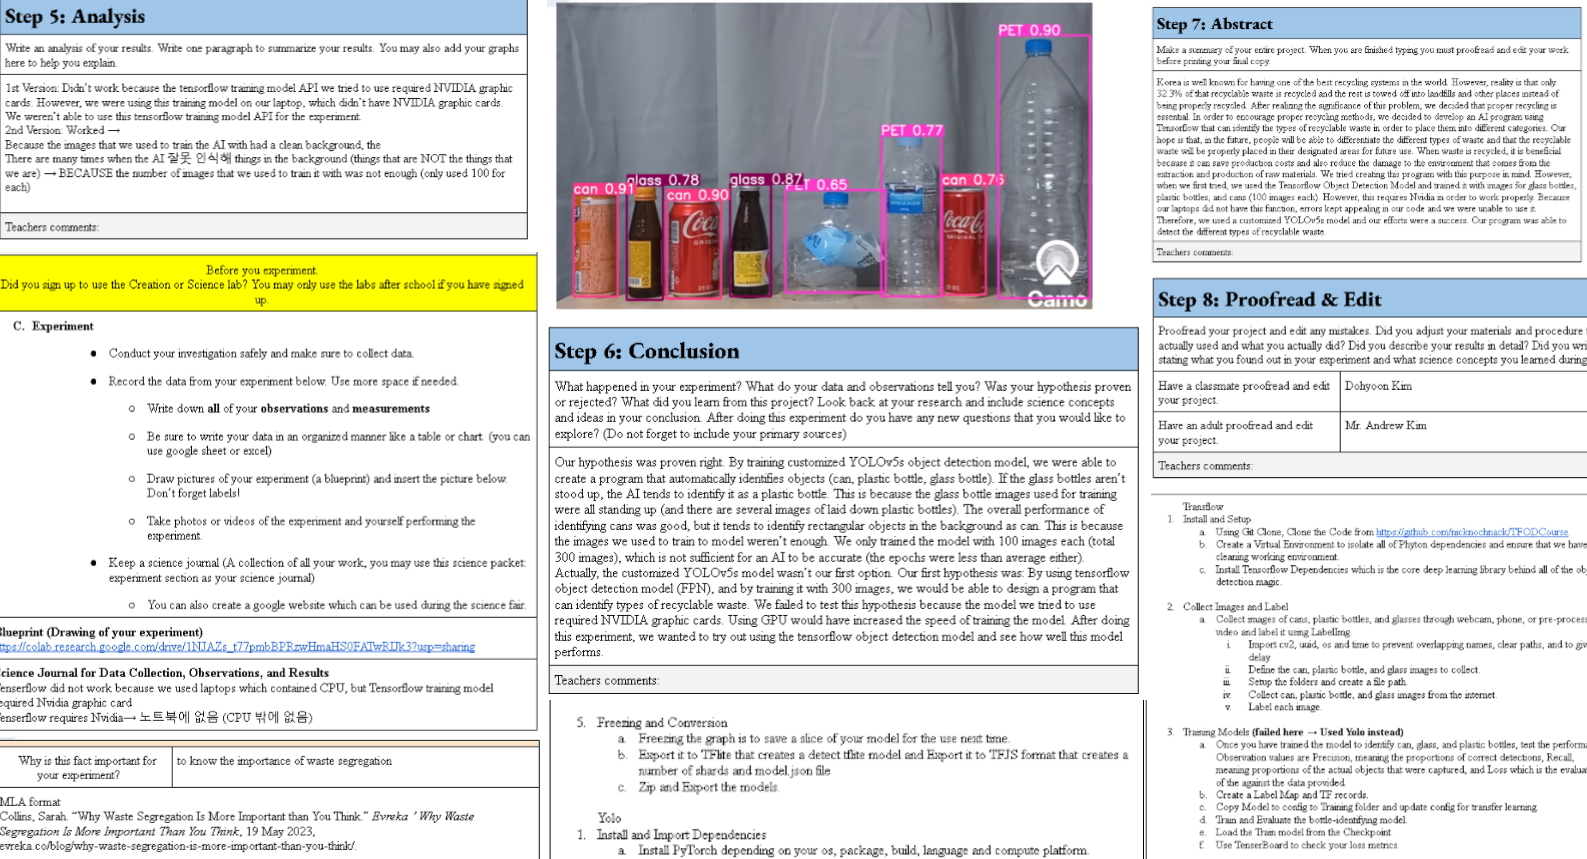 Step 5: Analysis
Write an analysis of your results. Write one paragraph to summarize your results. You may also add your graphs
here to help you explain.
1st Version: Didn't work because the tensorflow training model API we tried to use required NVIDIA graphic
cards. However, we were using this training model on our laptop, which didn't have NVIDIA graphic cards.
We weren't able to use this tensorflow training model API for the experiment.
2nd Version: Worked →
Because the images that we used to train the AI with had a clean background, the
There are many times when the AI 잘못 인식해 things in the background (things that are NOT the things that
we are) → BECAUSE the number of images that we used to train it with was not enough (only used 100 for
each)
Teachers comments:
Before you experiment.
Did you sign up to use the Creation or Science lab? You may only use the labs after school if you have signed
up.
C. Experiment
● Conduct your investigation safely and make sure to collect data.
● Record the data from your experiment below. Use more space if needed.
○ Write down all of your observations and measurements
○ Be sure to write your data in an organized manner like a table or chart. (you can
use google sheet or excel)
○ Draw pictures of your experiment (a blueprint) and insert the picture below.
Don't forget labels!
○ Take photos or videos of the experiment and yourself performing the
experiment.
● Keep a science journal (A collection of all your work, you may use this science packet:
experiment section as your science journal)
○ You can also create a google website which can be used during the science fair.
Blueprint (Drawing of your experiment)
https://colab.research.google.com/drive/1NJAZs_t77pmbBPRzwHmaHS0FATwRIJk3?usp=sharing
Science Journal for Data Collection, Observations, and Results
Tenserflow did not work because we used laptops which contained CPU, but Tensorflow training model
required Nvidia graphic card
Tenserflow requires Nvidia→ 노트북에 없음 (CPU 밖에 없음)
Why is this fact important for
your experiment?
to know the importance of waste segregation
MLA format
Collins, Sarah. "Why Waste Segregation Is More Important than You Think." Evreka ' Why Waste
Segregation Is More Important Than You Think, 19 May 2023,
evreka.co/blog/why-waste-segregation-is-more-important-than-you-think/.
PET 0.90
PET 0.77
glass 0.78
glass 0.87
can 0.91
can 0.90
PET 0.65
can 0.76
Coca-Cola
ORIGINAL
Coca-Cola
ORIGINAL
Camo
Step 6: Conclusion
What happened in your experiment? What do your data and observations tell you? Was your hypothesis proven
or rejected? What did you learn from this project? Look back at your research and include science concepts
and ideas in your conclusion. After doing this experiment do you have any new questions that you would like to
explore? (Do not forget to include your primary sources)
Our hypothesis was proven right. By training customized YOLOv5s object detection model, we were able to
create a program that automatically identifies objects (can, plastic bottle, glass bottle). If the glass bottles aren't
stood up, the AI tends to identify it as a plastic bottle. This is because the glass bottle images used for training
were all standing up (and there are several images of laid down plastic bottles). The overall performance of
identifying cans was good, but it tends to identify rectangular objects in the background as can. This is because
the images we used to train to model weren't enough. We only trained the model with 100 images each (total
300 images), which is not sufficient for an AI to be accurate (the epochs were less than average either).
Actually, the customized YOLOv5s model wasn't our first option. Our first hypothesis was: By using tensorflow
object detection model (FPN), and by training it with 300 images, we would be able to design a program that
can identify types of recyclable waste. We failed to test this hypothesis because the model we tried to use
required NVIDIA graphic cards. Using GPU would have increased the speed of training the model. After doing
this experiment, we wanted to try out using the tensorflow object detection model and see how well this model
performs.
Teachers comments:
5. Freezing and Conversion
a. Freezing the graph is to save a slice of your model for the use next time.
b. Export it to TFlite that creates a detect tflite model and Export it to TFJS format that creates a
number of shards and model.json file
c. Zip and Export the models.
Yolo
1. Install and Import Dependencies
a. Install PyTorch depending on your os, package, build, language and compute platform.
Step 7: Abstract
Make a summary of your entire project. When you are finished typing you must proofread and edit your work
before printing your final copy.
Korea is well known for having one of the best recycling systems in the world. However, reality is that only
32.3% of that recyclable waste is recycled and the rest is towed off into landfills and other places instead of
being properly recycled. After realizing the significance of this problem, we decided that proper recycling is
essential. In order to encourage proper recycling methods, we decided to develop an AI program using
Tensorflow that can identify the types of recyclable waste in order to place them into different categories. Our
hope is that, in the future, people will be able to differentiate the different types of waste and that the recyclable
waste will be properly placed in their designated areas for future use. When waste is recycled, it is beneficial
because it can save production costs and also reduce the damage to the environment that comes from the
extraction and production of raw materials. We tried creating this program with this purpose in mind. However,
when we first tried, we used the Tensorflow Object Detection Model and trained it with images for glass bottles,
plastic bottles, and cans (100 images each). However, this requires Nvidia in order to work properly. Because
our laptops did not have this function, errors kept appealing in our code and we were unable to use it.
Therefore, we used a customized YOLOv5s model and our efforts were a success. Our program was able to
detect the different types of recyclable waste.
Teachers comments:
Step 8: Proofread & Edit
Proofread your project and edit any mistakes. Did you adjust your materials and procedure t
actually used and what you actually did? Did you describe your results in detail? Did you wri
stating what you found out in your experiment and what science concepts you learned during
Have a classmate proofread and edit
your project.
Dohyoon Kim
Have an adult proofread and edit
your project.
Mr. Andrew Kim
Teachers comments:
Transflow
1. Install and Setup
a. Using Git Clone, Clone the Code from https://github.com/nicknochnack/TFODCourse.
b. Create a Virtual Environment to isolate all of Phyton dependencies and ensure that we have
cleaning working environment.
c. Install Tensorflow Dependencies which is the core deep learning library behind all of the obj
detection magic.
2. Collect Images and Label
a. Collect images of cans, plastic bottles, and glasses through webcam, phone, or pre-process
video and label it using LabelImg.
i. Import cv2, uuid, os and time to prevent overlapping names, clear paths, and to giv
delay
ii. Define the can, plastic bottle, and glass images to collect.
iii. Setup the folders and create a file path.
iv. Collect can, plastic bottle, and glass images from the internet.
v. Label each image.
3. Training Models (failed here → Used Yolo instead)
a. Once you have trained the model to identify can, glass, and plastic bottles, test the performa
Observation values are Precision, meaning the proportions of correct detections, Recall,
meaning proportions of the actual objects that were captured, and Loss which is the evaluat
of the against the data provided.
b. Create a Label Map and TF records.
c. Copy Model to config to Training folder and update config for transfer learning.
d. Train and Evaluate the bottle-identifying model.
e. Load the Train model from the Checkpoint
f. Use TenserBoard to check your loss metrics.